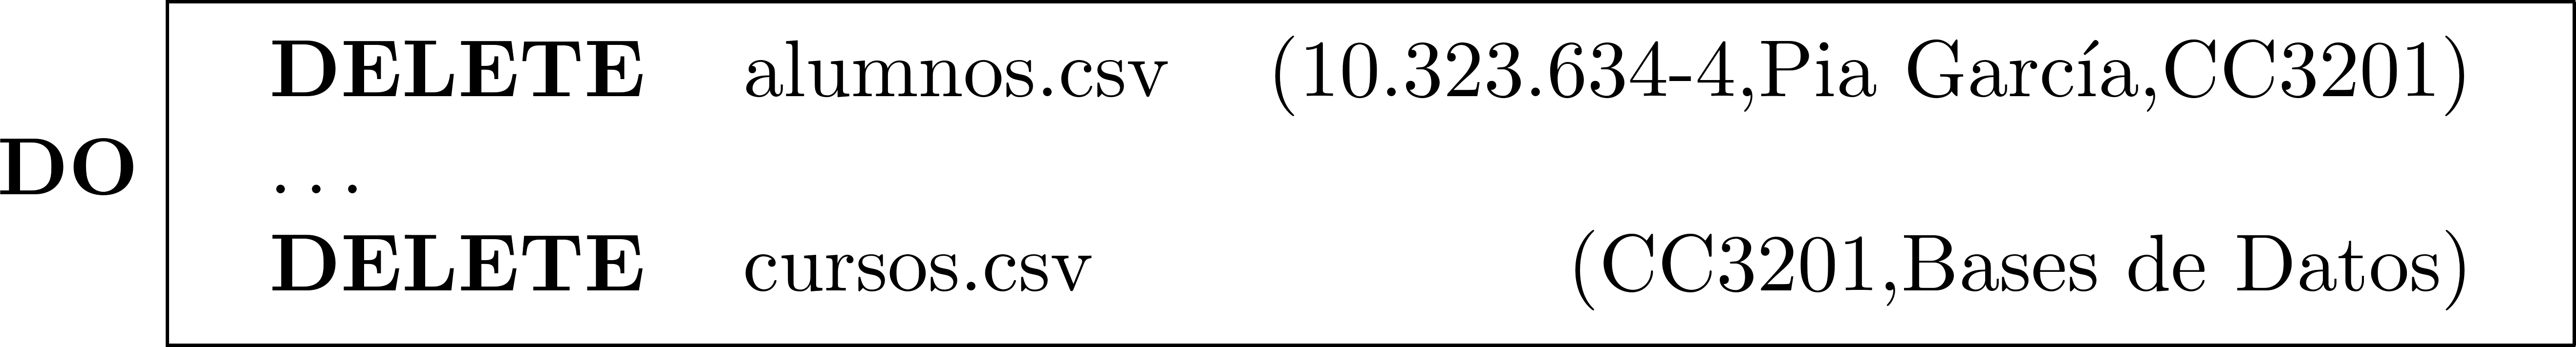 DELETE alumnos.csv (10.323.634-4,Pia García,CC3201)
DO ...
DELETE cursos.csv (CC3201,Bases de Datos)